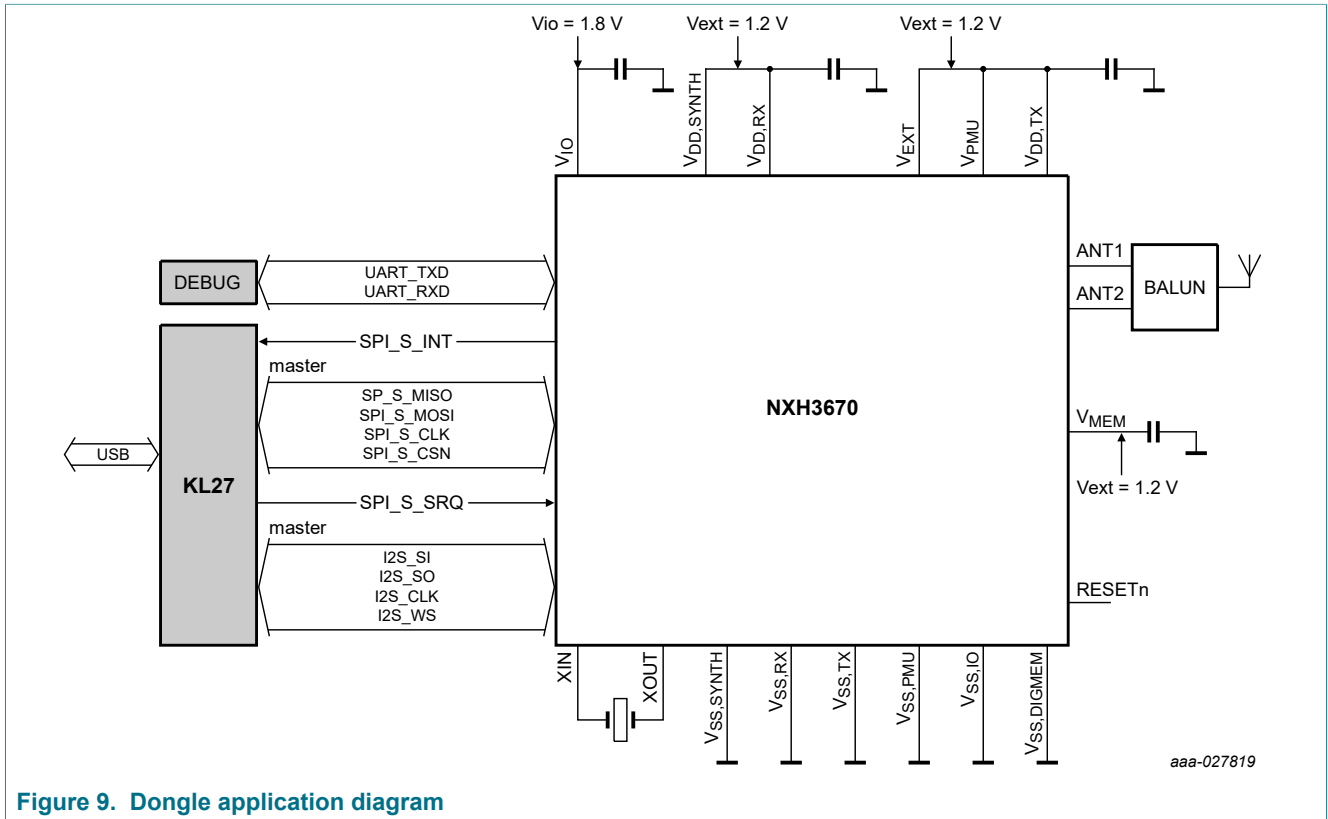 Vio = 1.8 V
Vext = 1.2 V
Vext = 1.2 V
VIO
VDD,SYNTH
VDD,RX
VEXT
VPMU
VDD,TX
DEBUG
UART_TXD
UART_RXD
ANT1
ANT2
BALUN
SPI_S_INT
master
SP_S_MISO
SPI_S_MOSI
SPI_S_CLK
SPI_S_CSN
NXH3670
VMEM
Vext = 1.2 V
USB
KL27
SPI_S_SRQ
master
I2S_SI
I2S_SO
I2S_CLK
I2S_WS
RESETn
XIN
XOUT
VSS,SYNTH
VSS,RX
VSS,TX
VSS,PMU
VSS,IO
VSS,DIGMEM
aaa-027819
Figure 9. Dongle application diagram